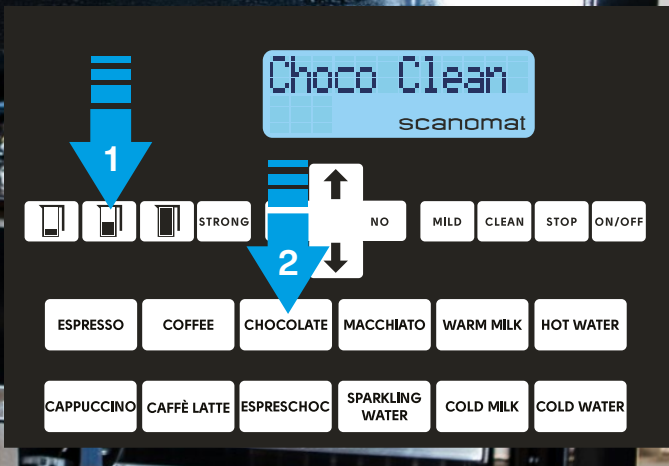 Choco Clean
scanomat
1
STRONG
NO
MILD
CLEAN
STOP
ON/OFF
2
ESPRESSO
COFFEE
CHOCOLATE
MACCHIATO
WARM MILK
HOT WATER
CAPPUCCINO
CAFFÈ LATTE
ESPRESCHOC
SPARKLING
WATER
COLD MILK
COLD WATER